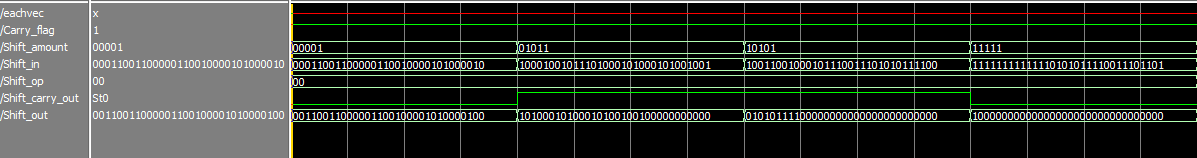 /eachvec x
/Carry_flag 1
/Shift_amount 00001 00001 01011 10101 11111
/Shift_in 00011001100000110010000101000010 00011001100000110010000101000010 10001001011101000101000101001001 10011001000101110011101010111100 11111111111110101011110011101101
/Shift_op 00 00
/Shift_carry_out St0
/Shift_out 00110011000001100100001010000100 00110011000001100100001010000100 10100010100010100100100000000000 01010111100000000000000000000000 10000000000000000000000000000000